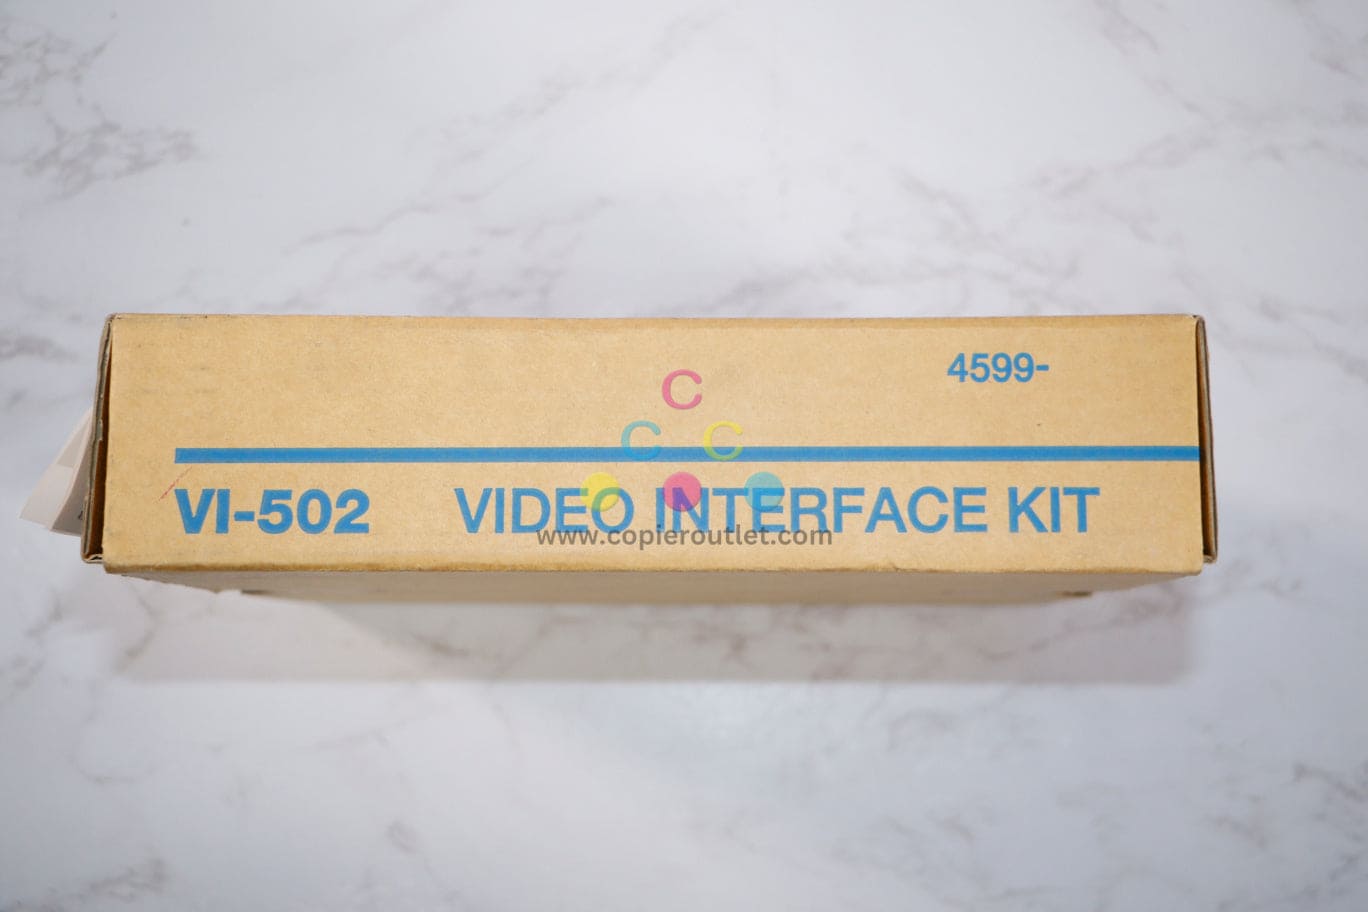 4599-
C
C C
VI-502 VIDEO INTERFACE KIT
www.copieroutlet.com